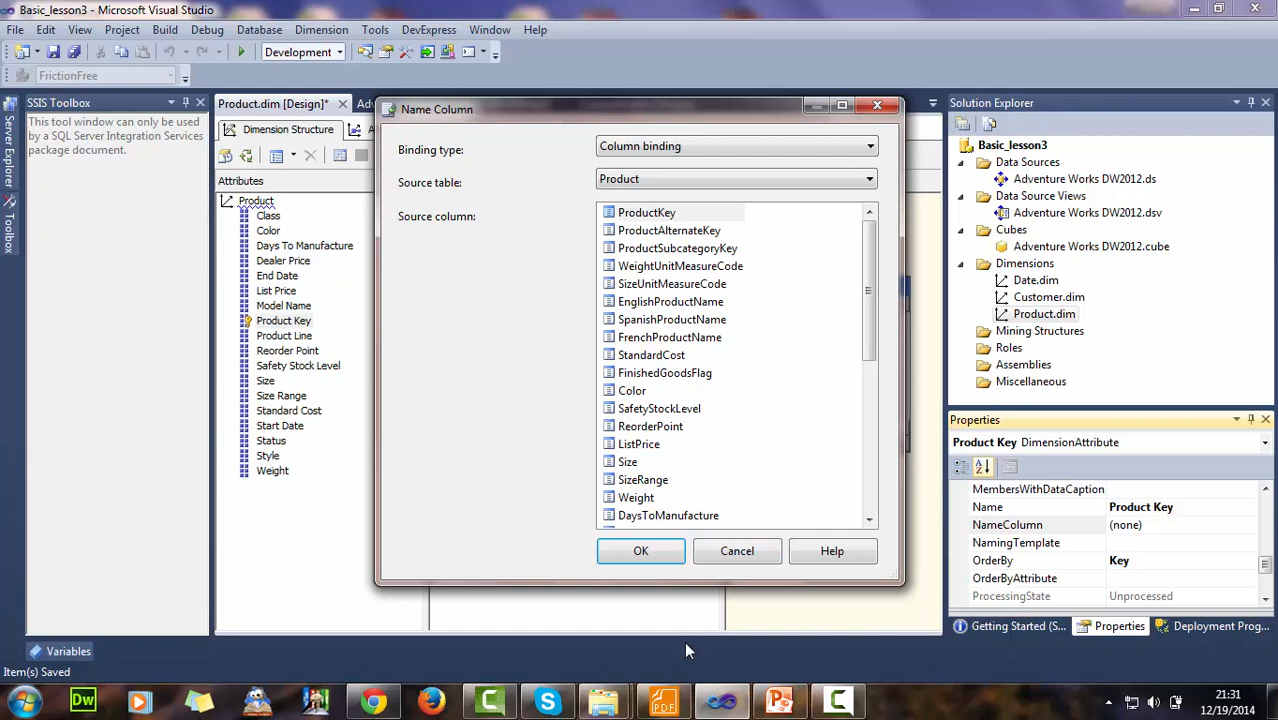 Basic_lesson3 - Microsoft Visual Studio
File Edit View Project Build Debug Database Dimension Tools DevExpress Window Help
Development
FrictionFree
SSIS Toolbox
This tool window can only be
used by a SQL Server Integration Services
package document.
Server Explorer
Toolbox
Product.dim [Design]*
Adv
Dimension Structure
A
Attributes
Product
Class
Color
Days To Manufacture
Dealer Price
End Date
List Price
Model Name
Product Key
Product Line
Reorder Point
Safety Stock Level
Size
Size Range
Standard Cost
Start Date
Status
Style
Weight
Name Column
Binding type: Column binding
Source table: Product
Source column:
ProductKey
ProductAlternateKey
ProductSubcategoryKey
WeightUnitMeasureCode
SizeUnitMeasureCode
EnglishProductName
SpanishProductName
FrenchProductName
StandardCost
FinishedGoodsFlag
Color
SafetyStockLevel
ReorderPoint
ListPrice
Size
SizeRange
Weight
DaysToManufacture
OK Cancel Help
Solution Explorer
Basic_lesson3
Data Sources
Adventure Works DW2012.ds
Data Source Views
Adventure Works DW2012.dsv
Cubes
Adventure Works DW2012.cube
Dimensions
Date.dim
Customer.dim
Product.dim
Mining Structures
Roles
Assemblies
Miscellaneous
Properties
Product Key DimensionAttribute
MembersWithDataCaption
Name Product Key
NameColumn (none)
NamingTemplate
OrderBy Key
OrderByAttribute
ProcessingState Unprocessed
Getting Started (S... Properties Deployment Prog...
Variables
Item(s) Saved
Dw
PDF
21:31
12/19/2014